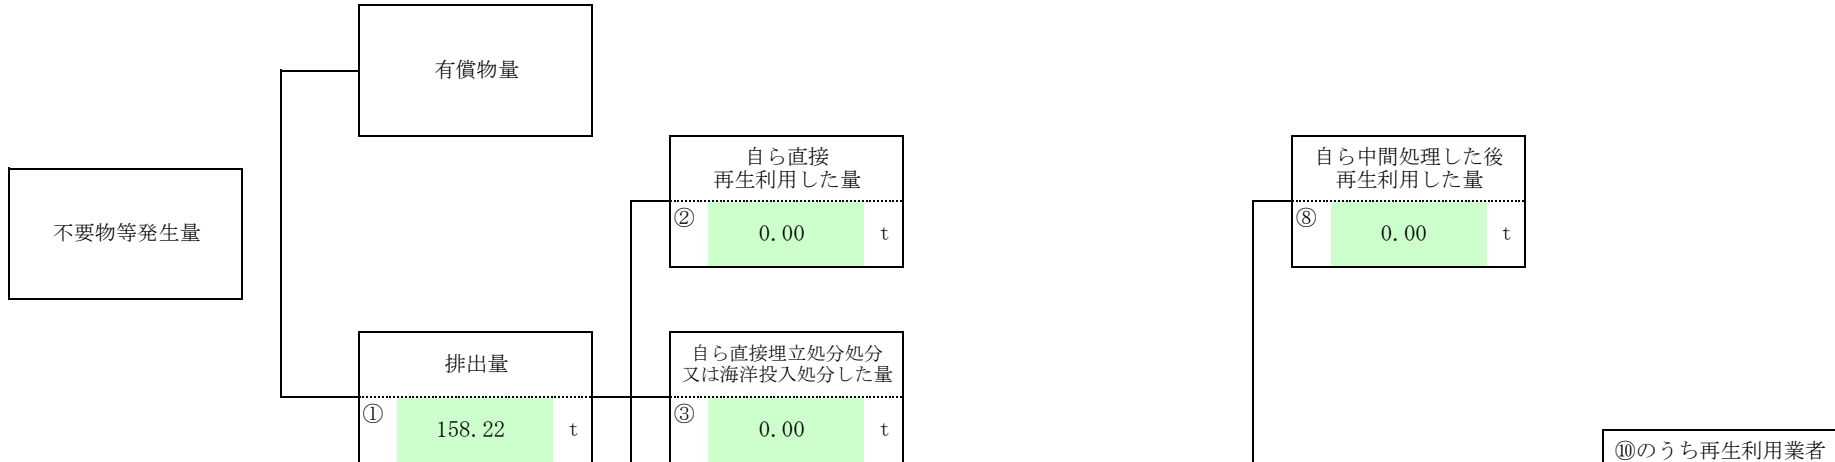 有償物量
自ら直接
再生利用した量
② 0.00 t
自ら中間処理した後
再生利用した量
⑧ 0.00 t
不要物等発生量
排出量
① 158.22 t
自ら直接埋立処分処分
又は海洋投入処分した量
③ 0.00 t
⑩のうち再生利用業者